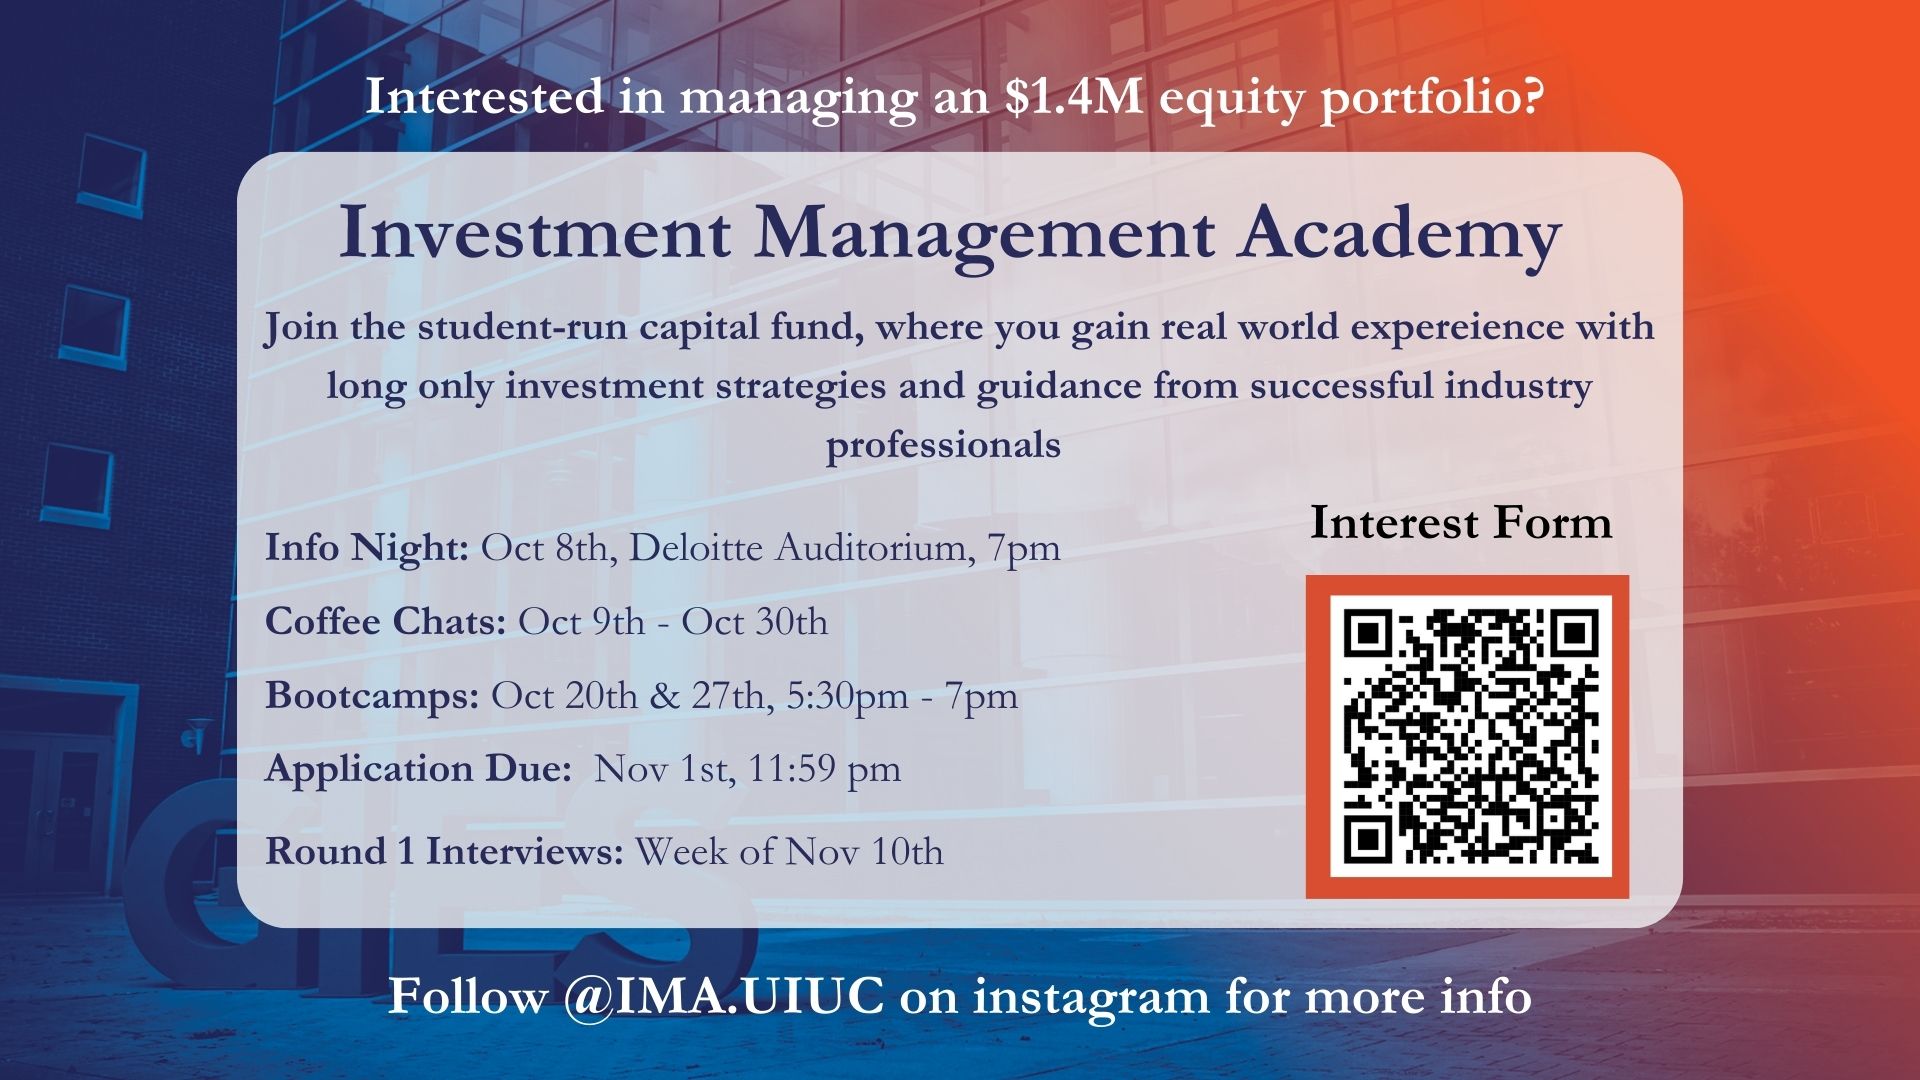 Interested in managing an $1.4M equity portfolio?
Investment Management Academy
Join the student-run capital fund, where you gain real world expereience with
long only investment strategies and guidance from successful industry
professionals
Info Night: Oct 8th, Deloitte Auditorium, 7pm
Coffee Chats: Oct 9th - Oct 30th
Bootcamps: Oct 20th & 27th, 5:30pm - 7pm
Application Due: Nov 1st, 11:59 pm
Round 1 Interviews: Week of Nov 10th
Interest Form
GIES
Follow @IMA.UIUC on instagram for more info